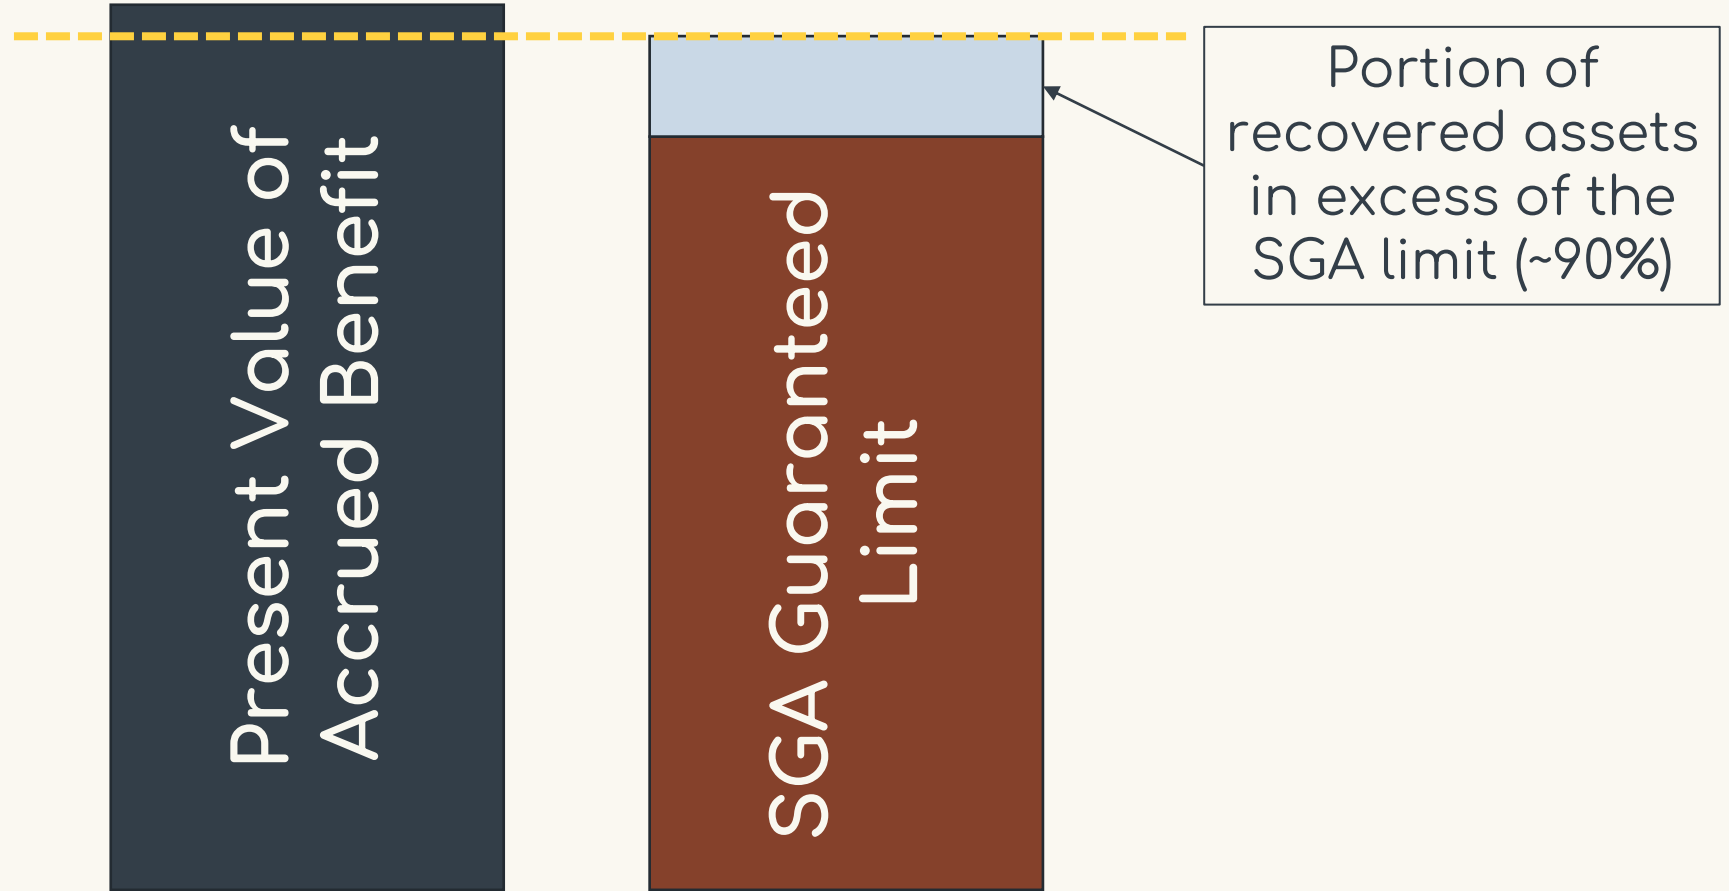 Present Value of
Accrued Benefit
SGA Guaranteed
Limit
Portion of
recovered assets
in excess of the
SGA limit (~90%)